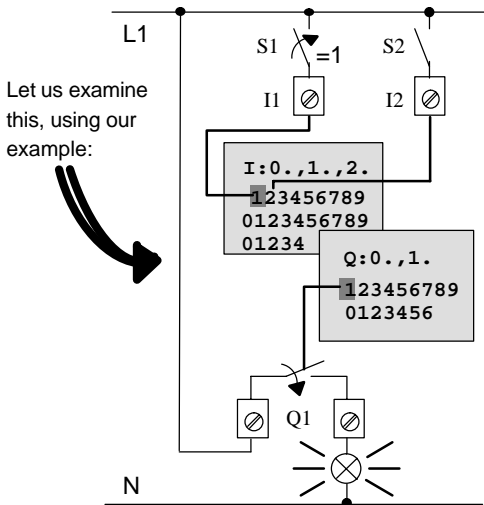 L1
S1
=1
S2
Let us examine
this, using our
example:
I1
I2
I:0.,1.,2.
123456789
0123456789
01234
Q:0.,1.
123456789
0123456
Q1
N